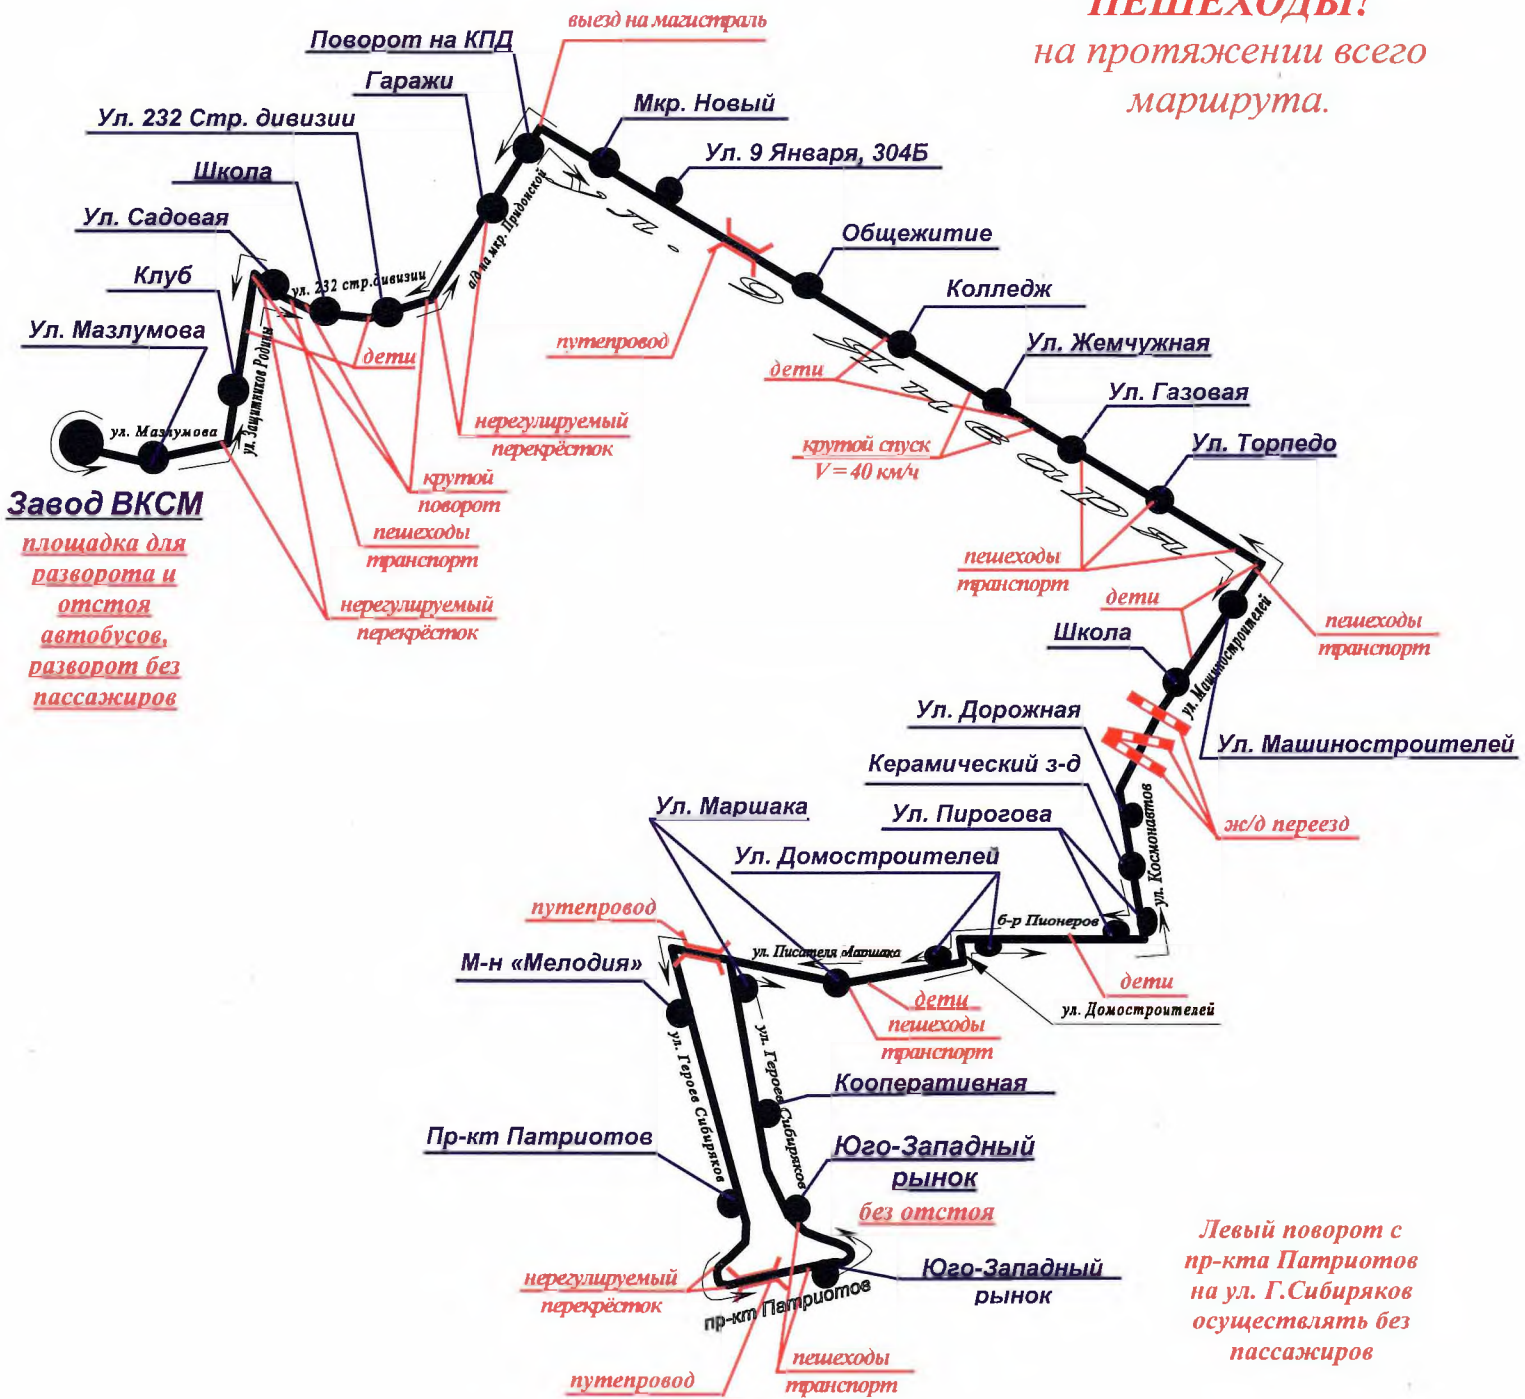 ПЕШЕХОДЫ!
на протяжении всего
маршрута.
выезд на магистраль
Поворот на КПД
Гаражи
Мкр. Новый
Ул. 232 Стр. дивизии
Ул. 9 Января, 304Б
Школа
Ул. Садовая
Общежитие
Клуб
Колледж
Ул. Мазлумова
Ул. Жемчужная
Ул. Газовая
Ул. Торпедо
ул. 232 стр.дивизии
а/д на мкр. Придонской
ул. 9 Января
ул. Защитников Родины
ул. Мазлумова
путепровод
дети
дети
нерегулируемый
перекрёсток
крутой спуск
V = 40 км/ч
крутой
поворот
пешеходы
транспорт
нерегулируемый
перекрёсток
Завод ВКСМ
площадка для
разворота и
отстоя
автобусов,
разворот без
пассажиров
пешеходы
транспорт
дети
пешеходы
транспорт
Школа
ул. Машиностроителей
Ул. Дорожная
Ул. Машиностроителей
Керамический з-д
Ул. Маршака
Ул. Пирогова
ж/д переезд
Ул. Домостроителей
ул. Космонавтов
путепровод
б-р Пионеров
ул. Писателя Маршака
М-н «Мелодия»
дети
дети
ул. Домостроителей
пешеходы
транспорт
ул. Героев Сибиряков
ул. Героев Сибиряков
Кооперативная
Пр-кт Патриотов
Юго-Западный
рынок
без отстоя
Левый поворот с
пр-кта Патриотов
на ул. Г.Сибиряков
осуществлять без
пассажиров
нерегулируемый
перекрёсток
Юго-Западный
рынок
пр-кт Патриотов
пешеходы
транспорт
путепровод